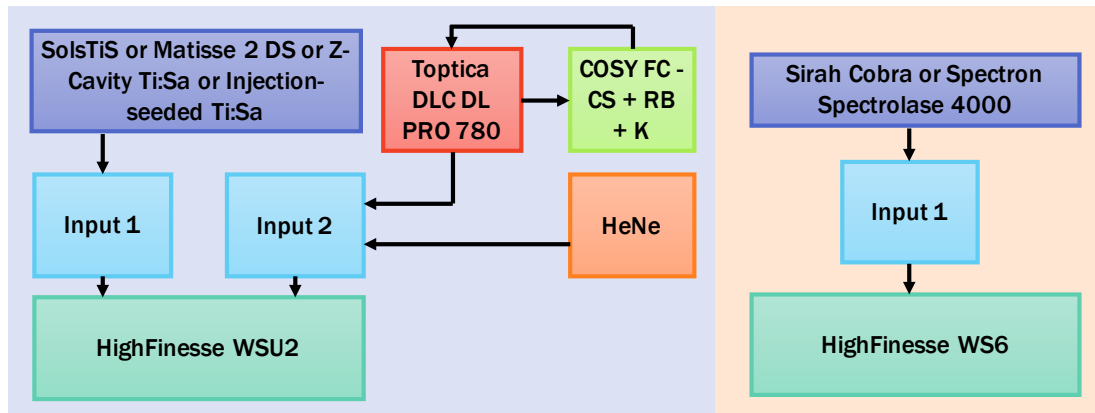 SolsTiS or Matisse 2 DS or Z-
Cavity Ti:Sa or Injection-
seeded Ti:Sa
Toptica
DLC DL
PRO 780
COSY FC -
CS + RB
+ K
Sirah Cobra or Spectron
Spectrolase 4000
Input 1
Input 2
HeNe
Input 1
HighFinesse WSU2
HighFinesse WS6